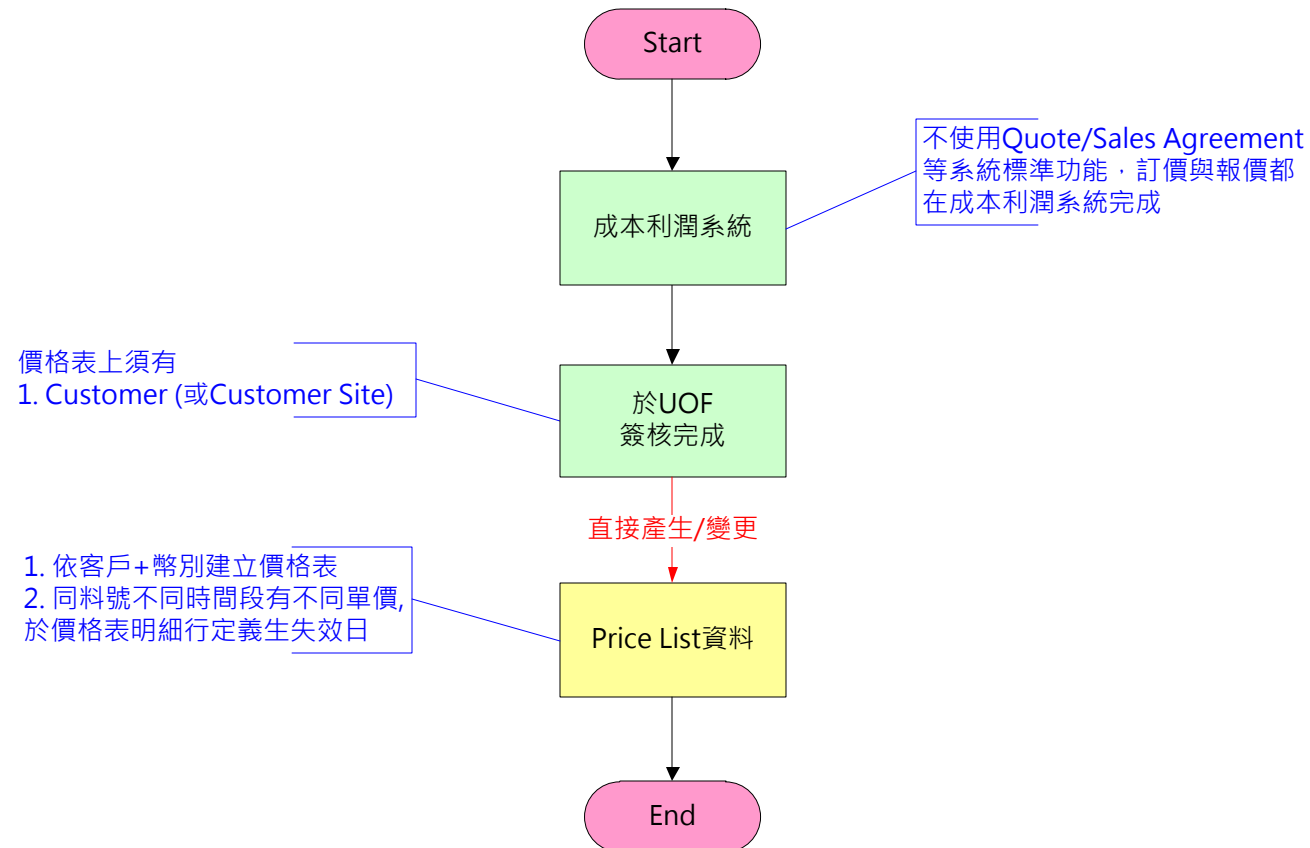 Start
不使用Quote/Sales Agreement
等系統標準功能，訂價與報價都
在成本利潤系統完成
成本利潤系統
價格表上須有
1. Customer (或Customer Site)
於UOF
簽核完成
直接產生/變更
1. 依客戶+幣別建立價格表
2. 同料號不同時間段有不同單價,
於價格表明細行定義生失效日
Price List資料
End